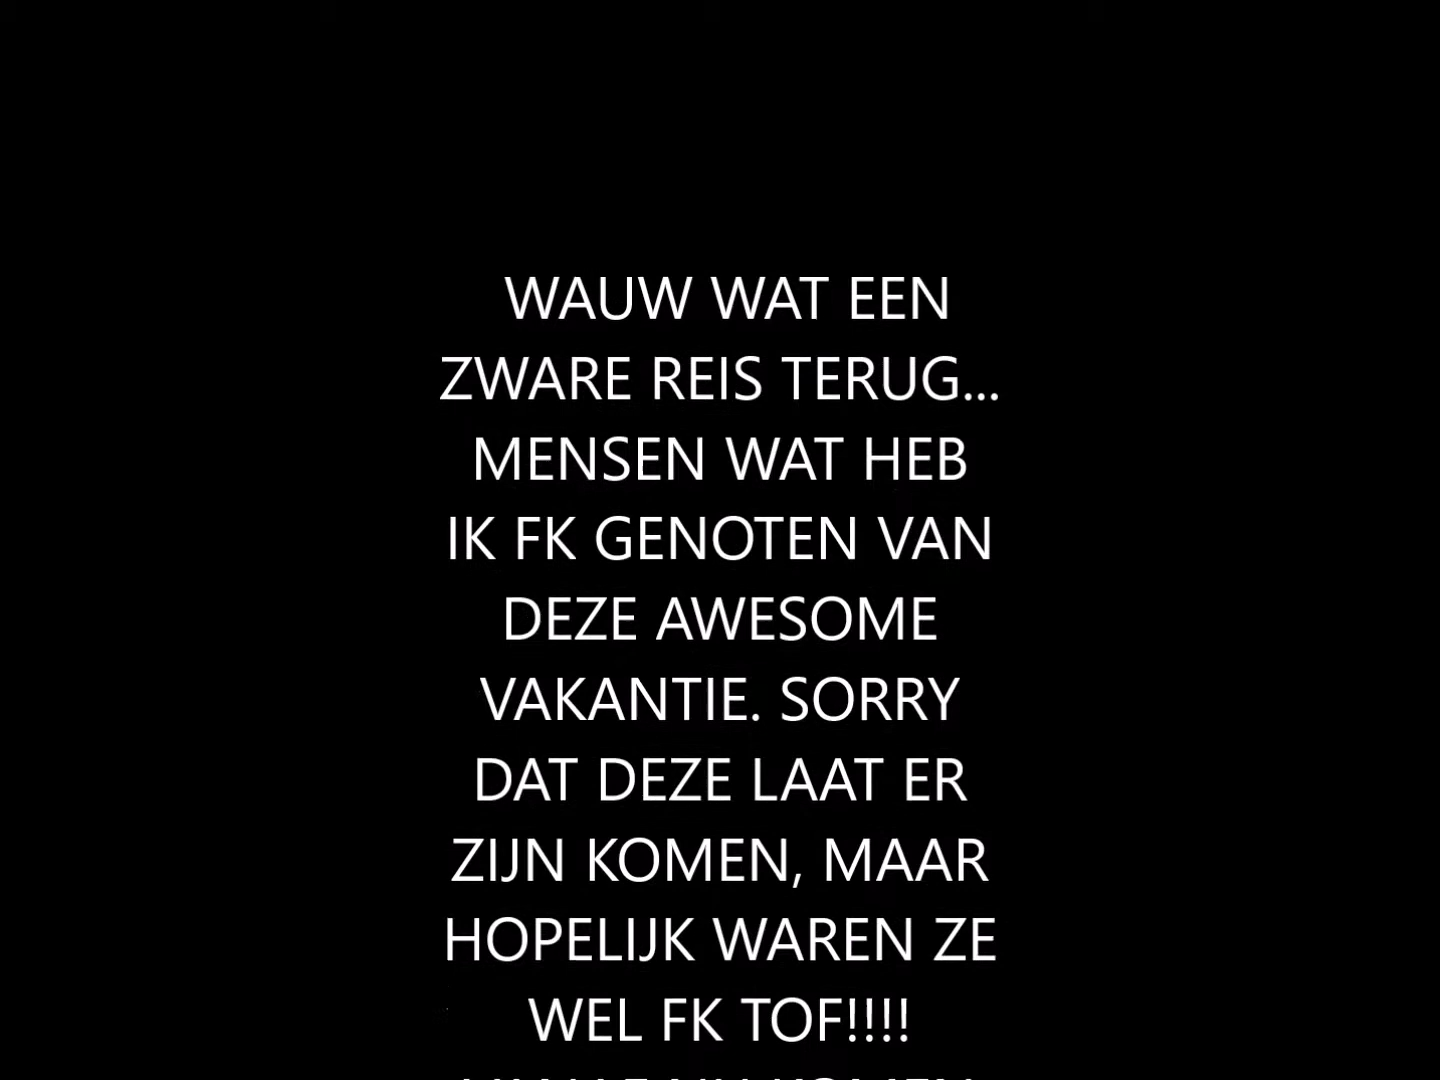 WAUW WAT EEN
ZWARE REIS TERUG...
MENSEN WAT HEB
IK FK GENOTEN VAN
DEZE AWESOME
VAKANTIE. SORRY
DAT DEZE LAAT ER
ZIJN KOMEN, MAAR
HOPELIJK WAREN ZE
WEL FK TOF!!!!